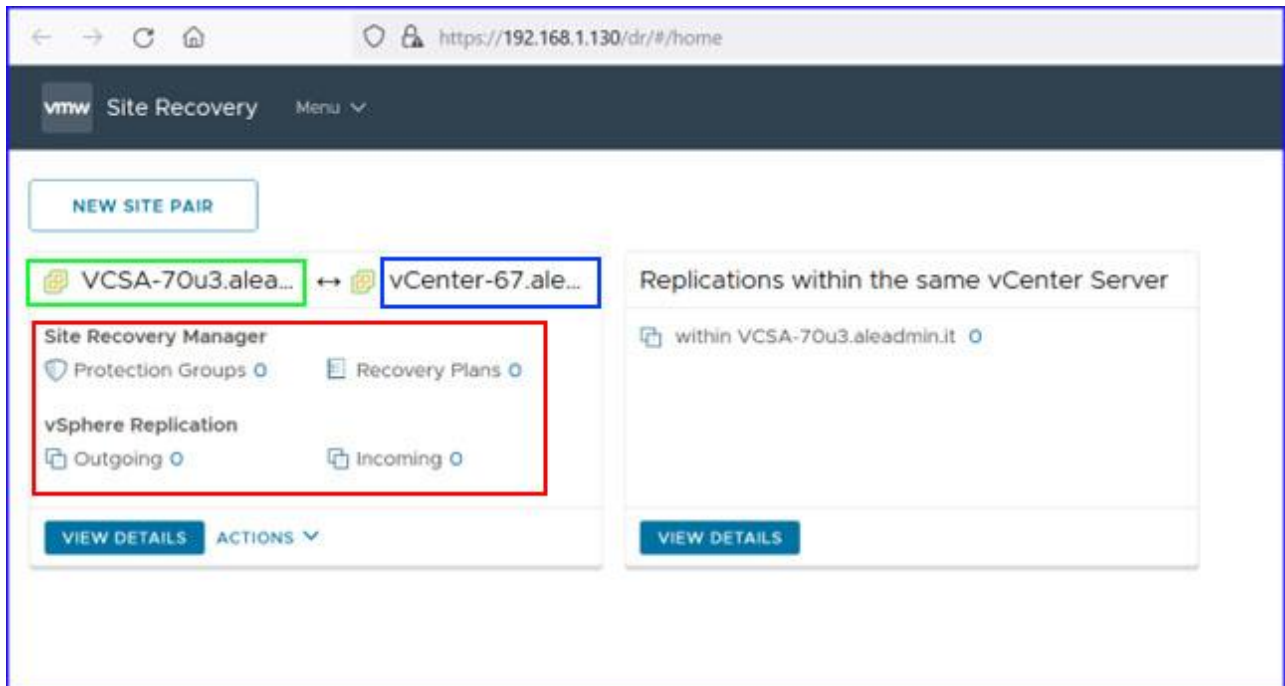 https://192.168.1.130/dr/#/home
vmw Site Recovery Menu
NEW SITE PAIR
VCSA-70u3.alea... ↔ vCenter-67.ale...
Site Recovery Manager
Protection Groups 0 Recovery Plans 0
vSphere Replication
Outgoing 0 Incoming 0
VIEW DETAILS ACTIONS
Replications within the same vCenter Server
within VCSA-70u3.aleadmin.it 0
VIEW DETAILS